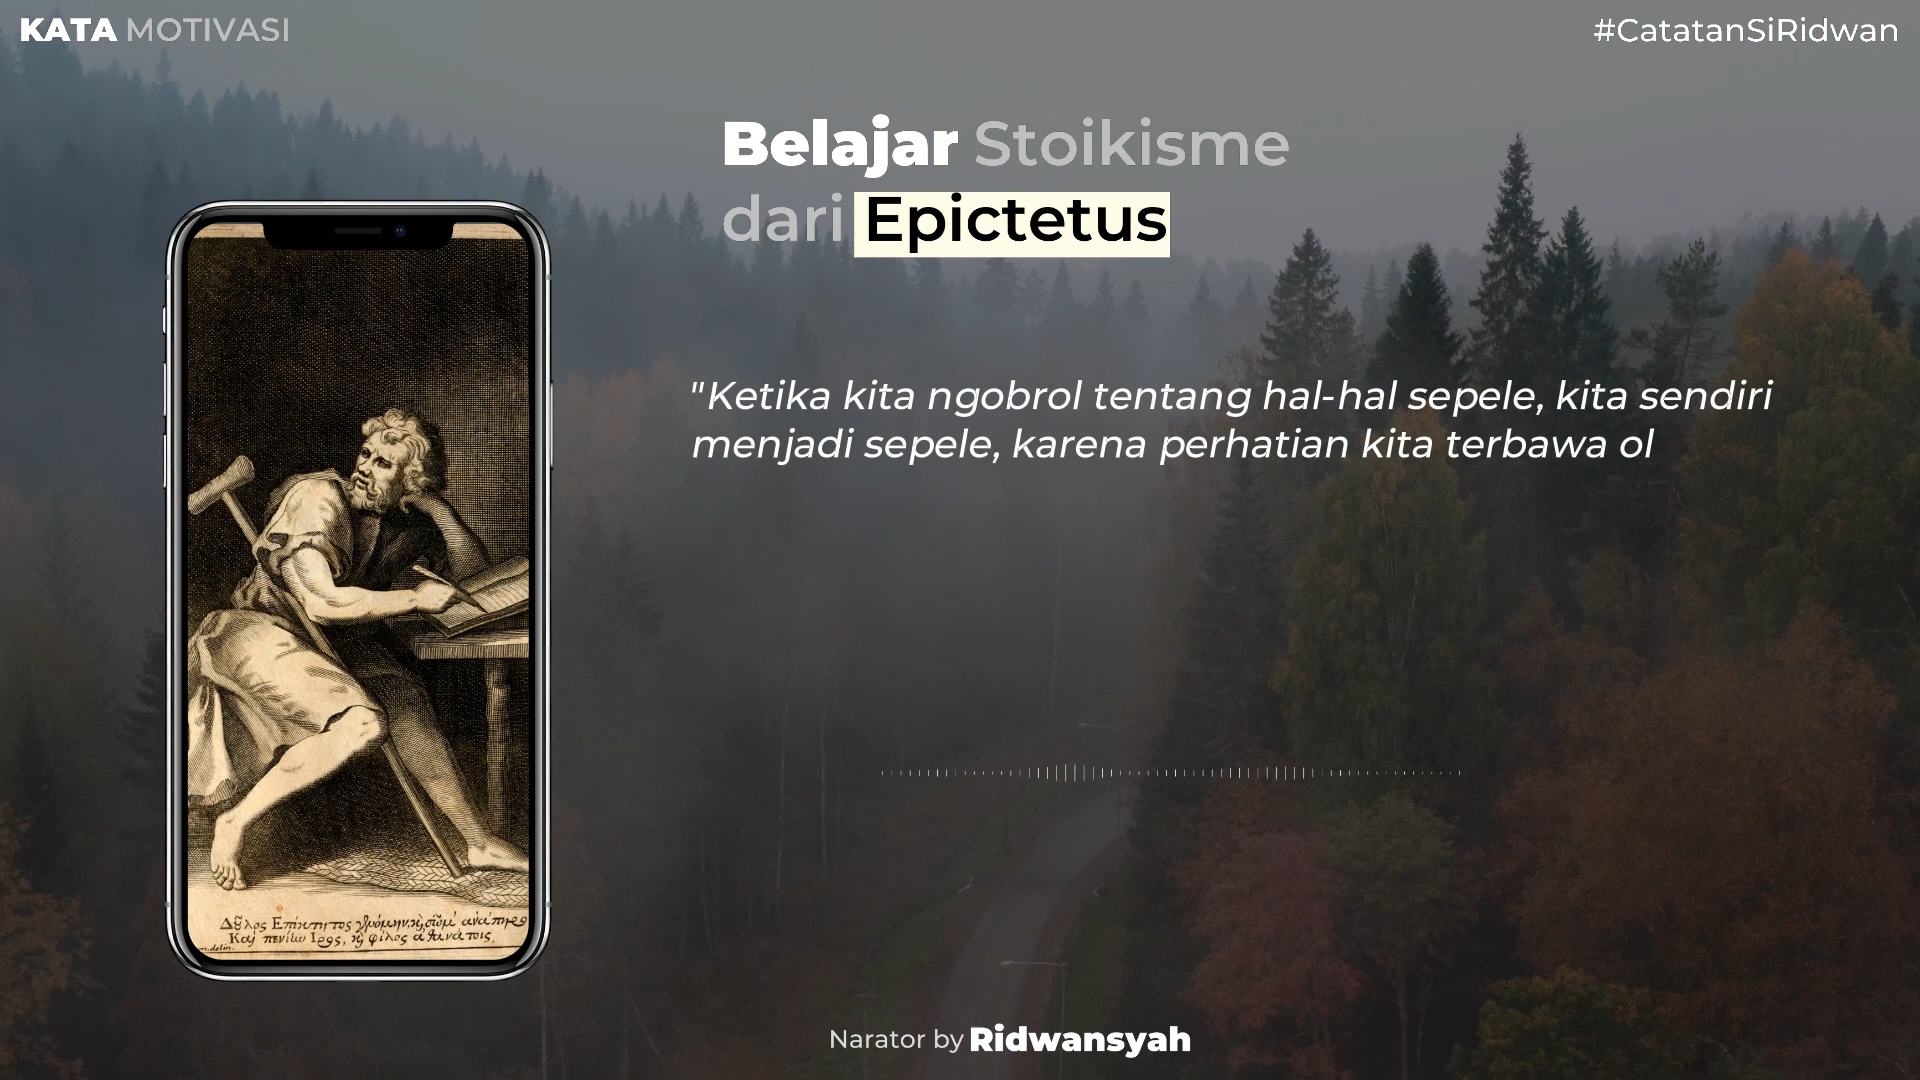 KATA MOTIVASI
#CatatanSiRidwan
Belajar Stoikisme
dari Epictetus
"Ketika kita ngobrol tentang hal-hal sepele, kita sendiri
menjadi sepele, karena perhatian kita terbawa ol
Narator by Ridwansyah